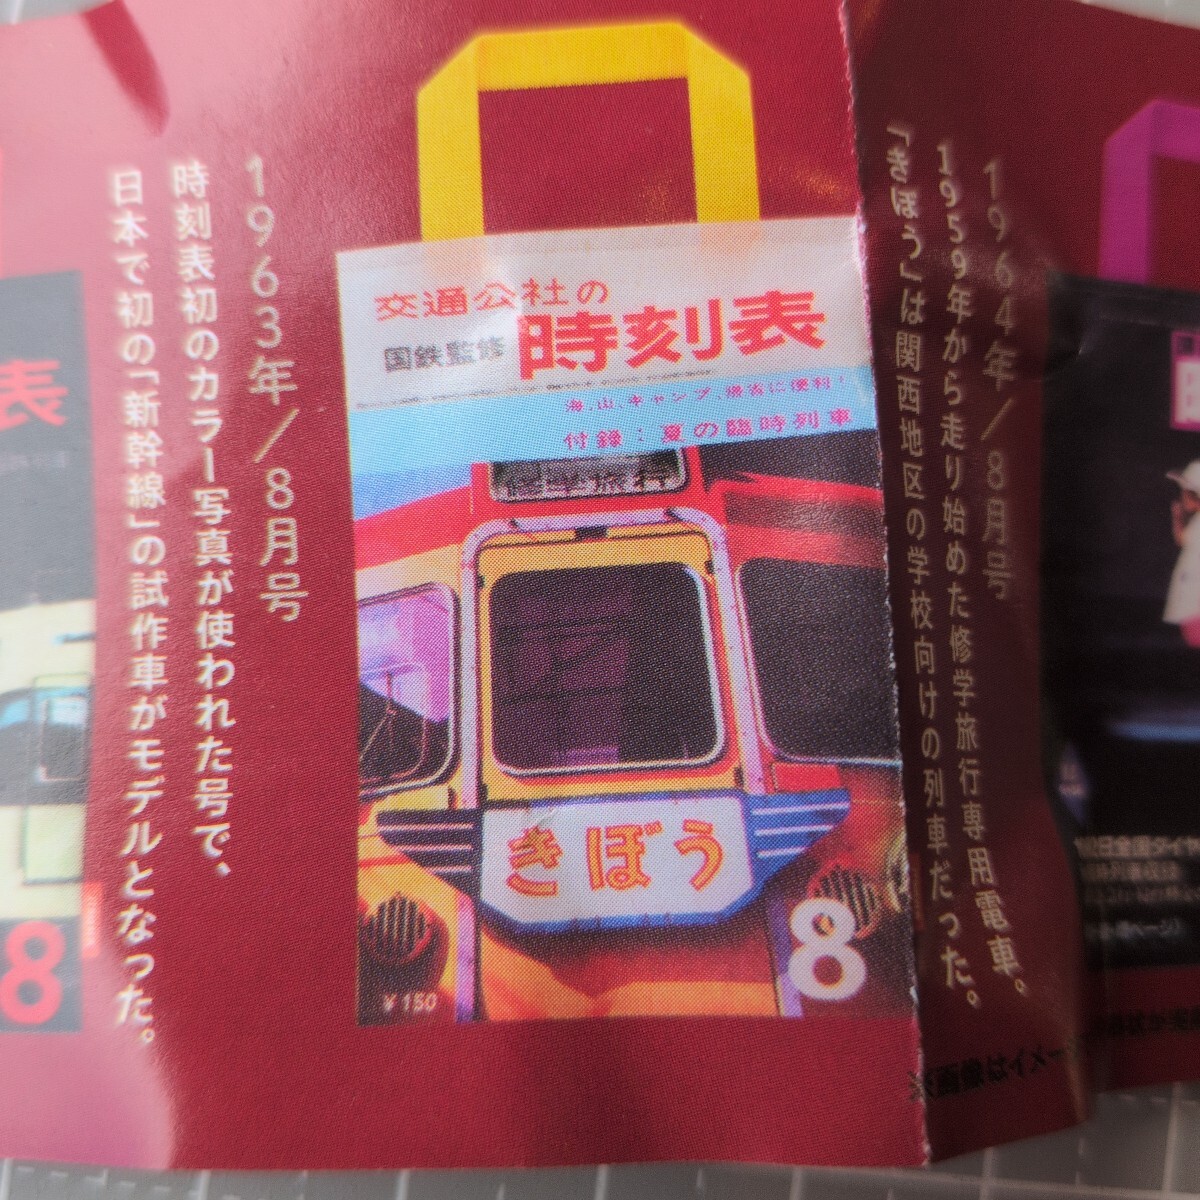 1963年/8月号
時刻表初のカラー写真が使われた号で、
日本で初の「新幹線」の試作車がモデルとなった。
表
8
交通公社の
国鉄監修
時刻表
海、山、キャンプ、帰省に便利!
付録:夏の臨時列車
修学旅行
きぼう
8
¥150
1964年/8月号
1959年から走り始めた修学旅行専用電車。
「きぼう」は関西地区の学校向けの列車だった。
※画像はイメー